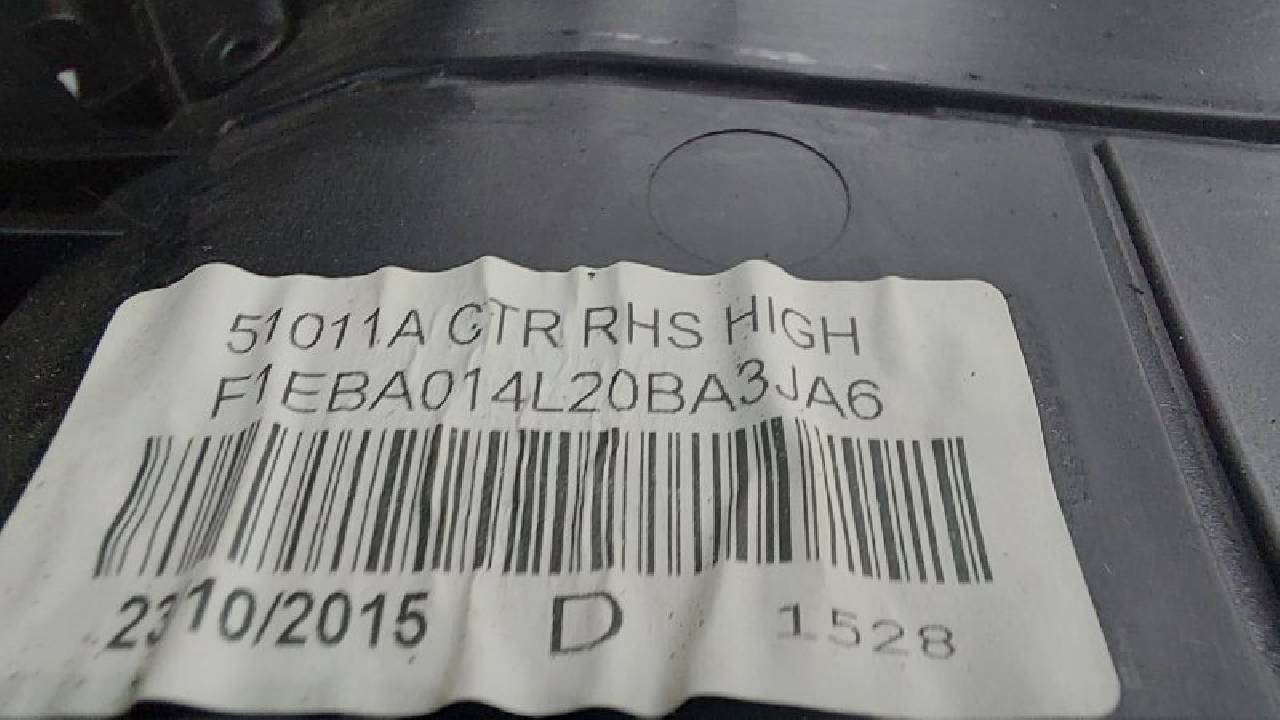 51011A CTR RHS HIGH
F1EBA014L20BA3JA6
23/10/2015 D 1528